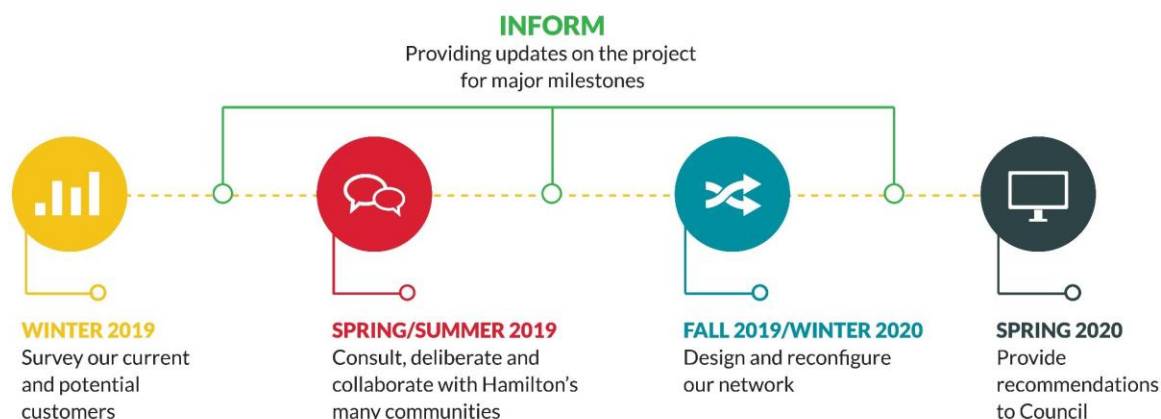 INFORM
Providing updates on the project
for major milestones
WINTER 2019
Survey our current
and potential
customers
SPRING/SUMMER 2019
Consult, deliberate and
collaborate with Hamilton’s
many communities
FALL 2019/WINTER 2020
Design and reconfigure
our network
SPRING 2020
Provide
recommendations
to Council